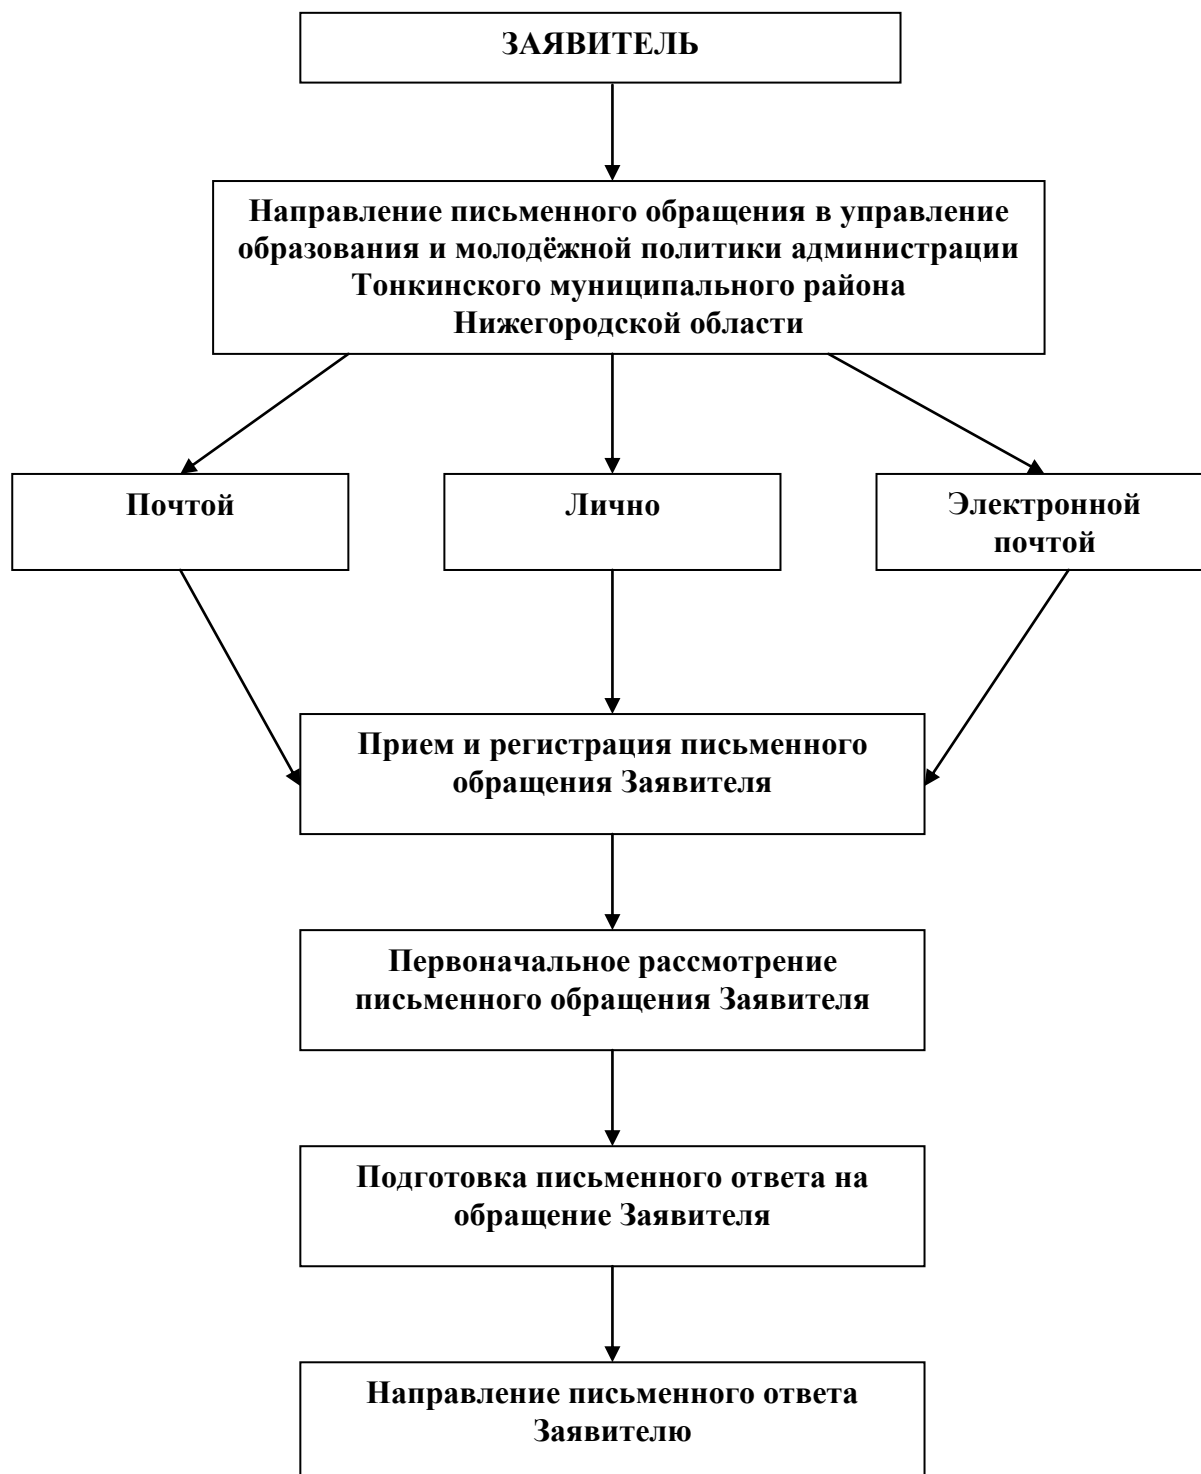 ЗАЯВИТЕЛЬ
Направление письменного обращения в управление
образования и молодёжной политики администрации
Тонкинского муниципального района
Нижегородской области
Почтой
Лично
Электронной
почтой
Прием и регистрация письменного
обращения Заявителя
Первоначальное рассмотрение
письменного обращения Заявителя
Подготовка письменного ответа на
обращение Заявителя
Направление письменного ответа
Заявителю